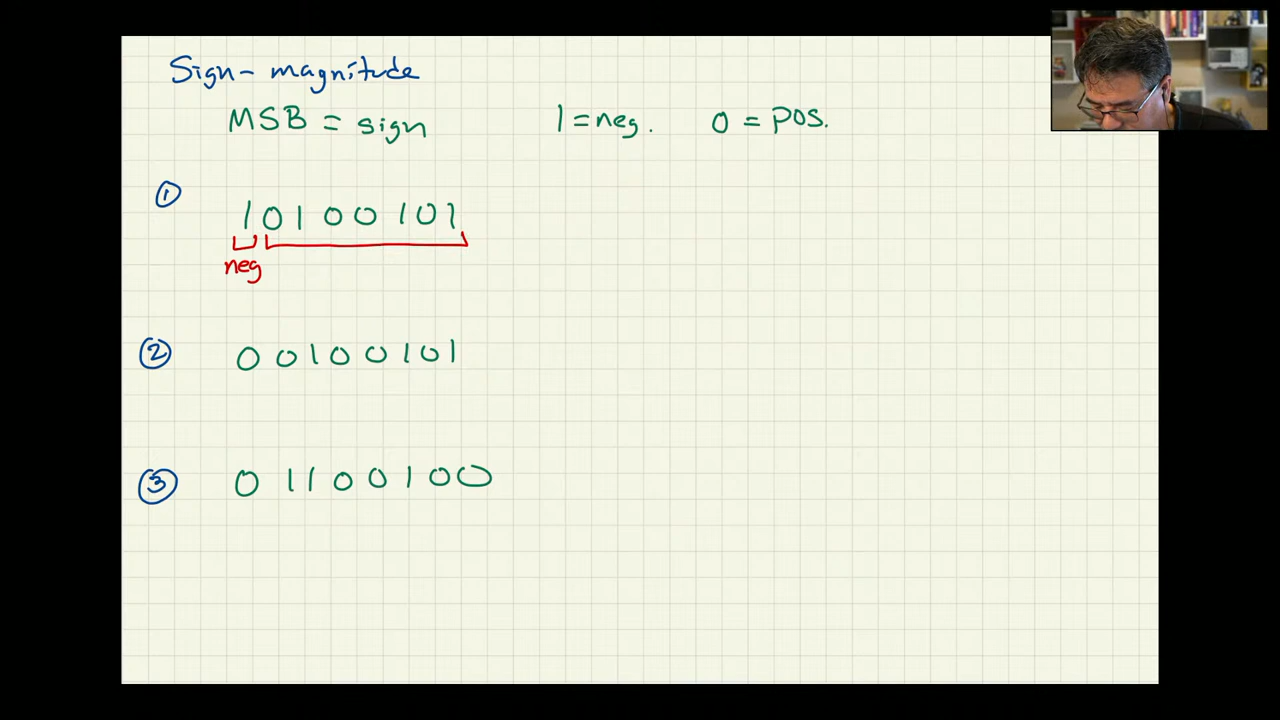 Sign-magnitude
MSB = sign 1 = neg. 0 = pos.
① 10100101
neg
② 00100101
③ 01100100